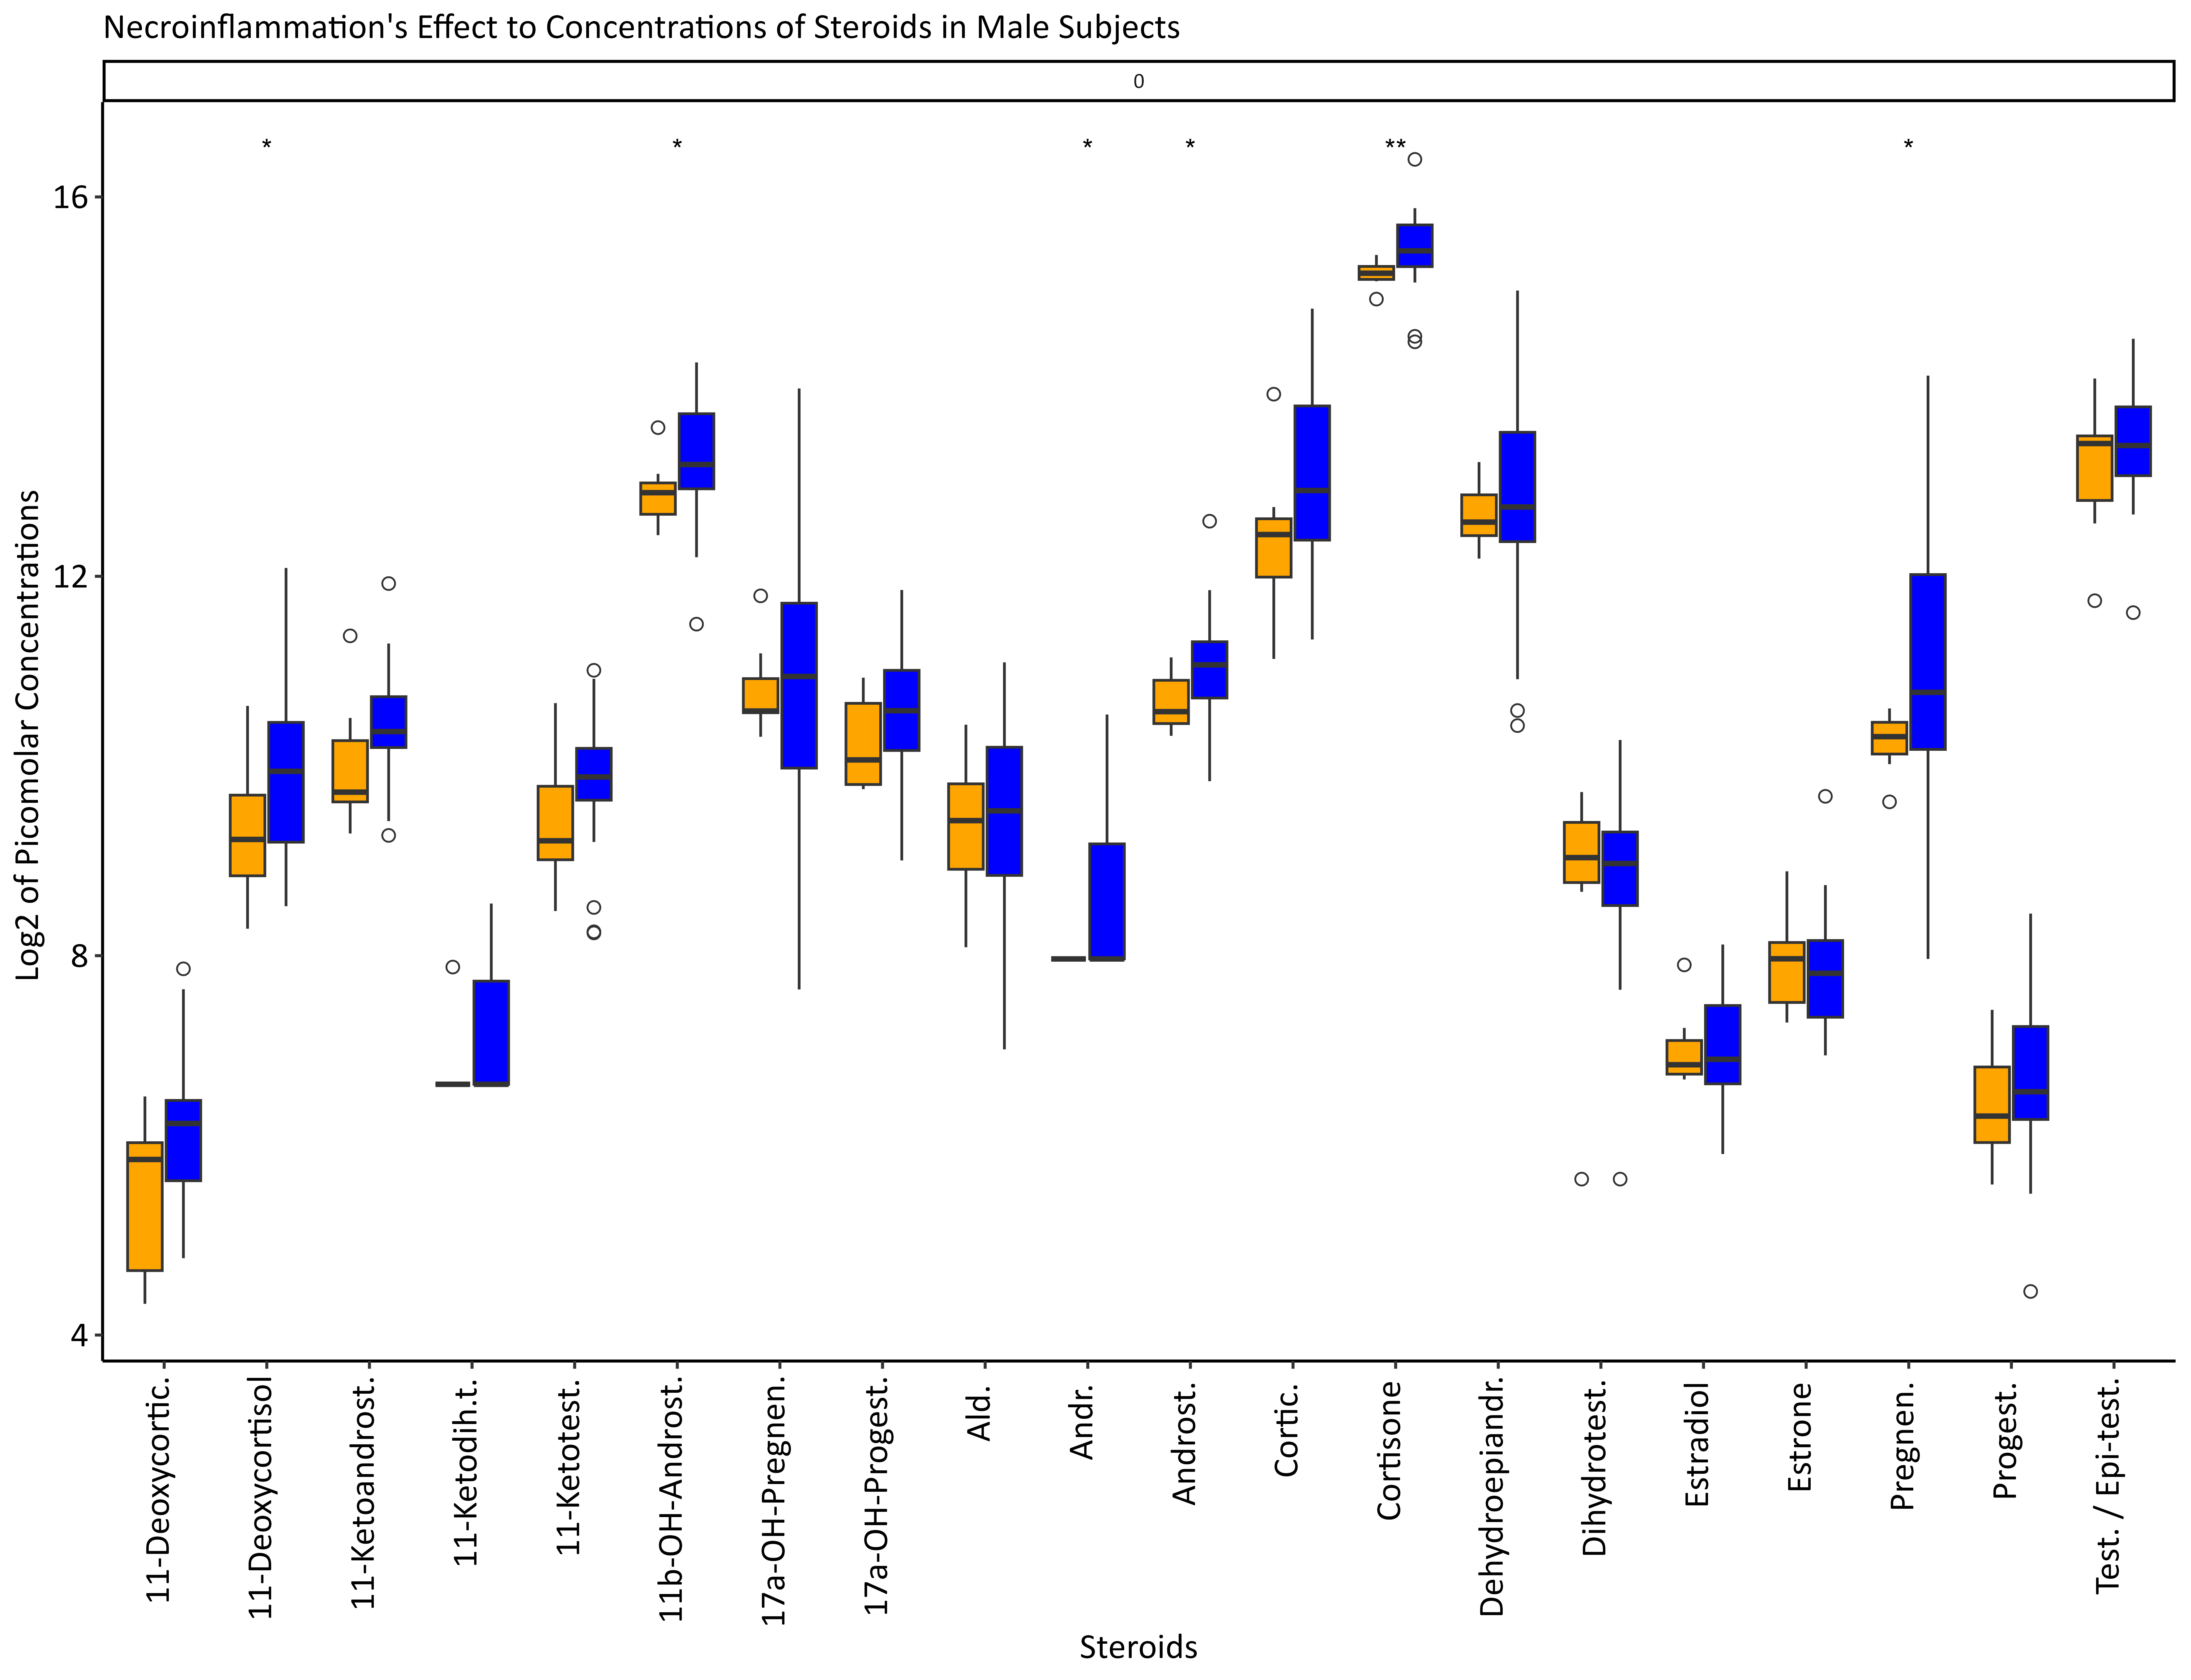 Necroinflammation's Effect to Concentrations of Steroids in Male Subjects
0
* * * * ** *
16
12
8
4
Log2 of Picomolar Concentrations
11-Deoxycortic.
11-Deoxycortisol
11-Ketoandrost.
11-Ketodih.t.
11-Ketotest.
11b-OH-Androst.
17a-OH-Pregnen.
17a-OH-Progest.
Ald.
Andr.
Androst.
Cortic.
Cortisone
Dehydroepiandr.
Dihydrotest.
Estradiol
Estrone
Pregnen.
Progest.
Test. / Epi-test.
Steroids